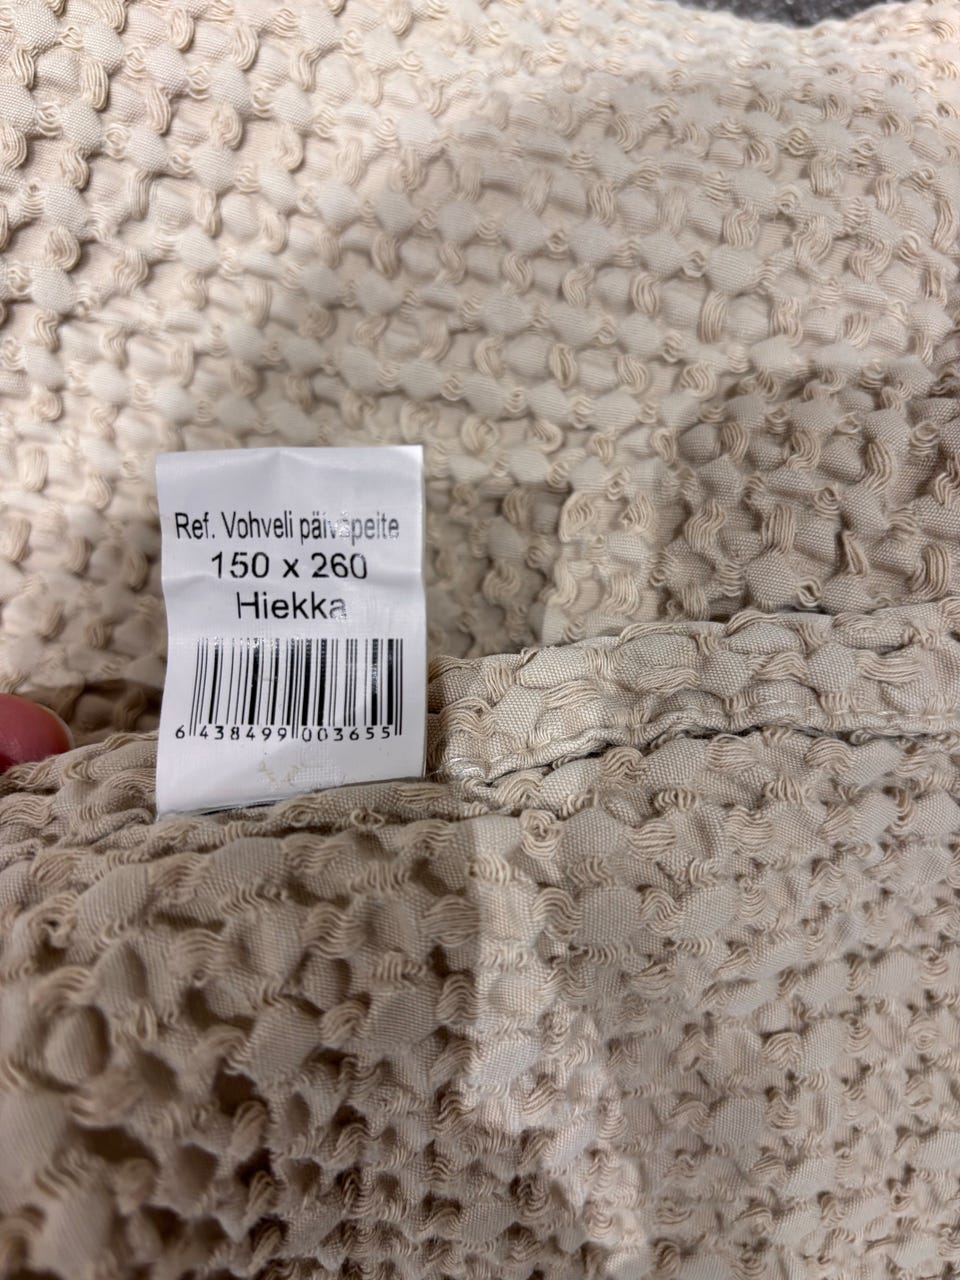 Ref. Vohveli päiväpeite
150 x 260
Hiekka
6 438499 003655